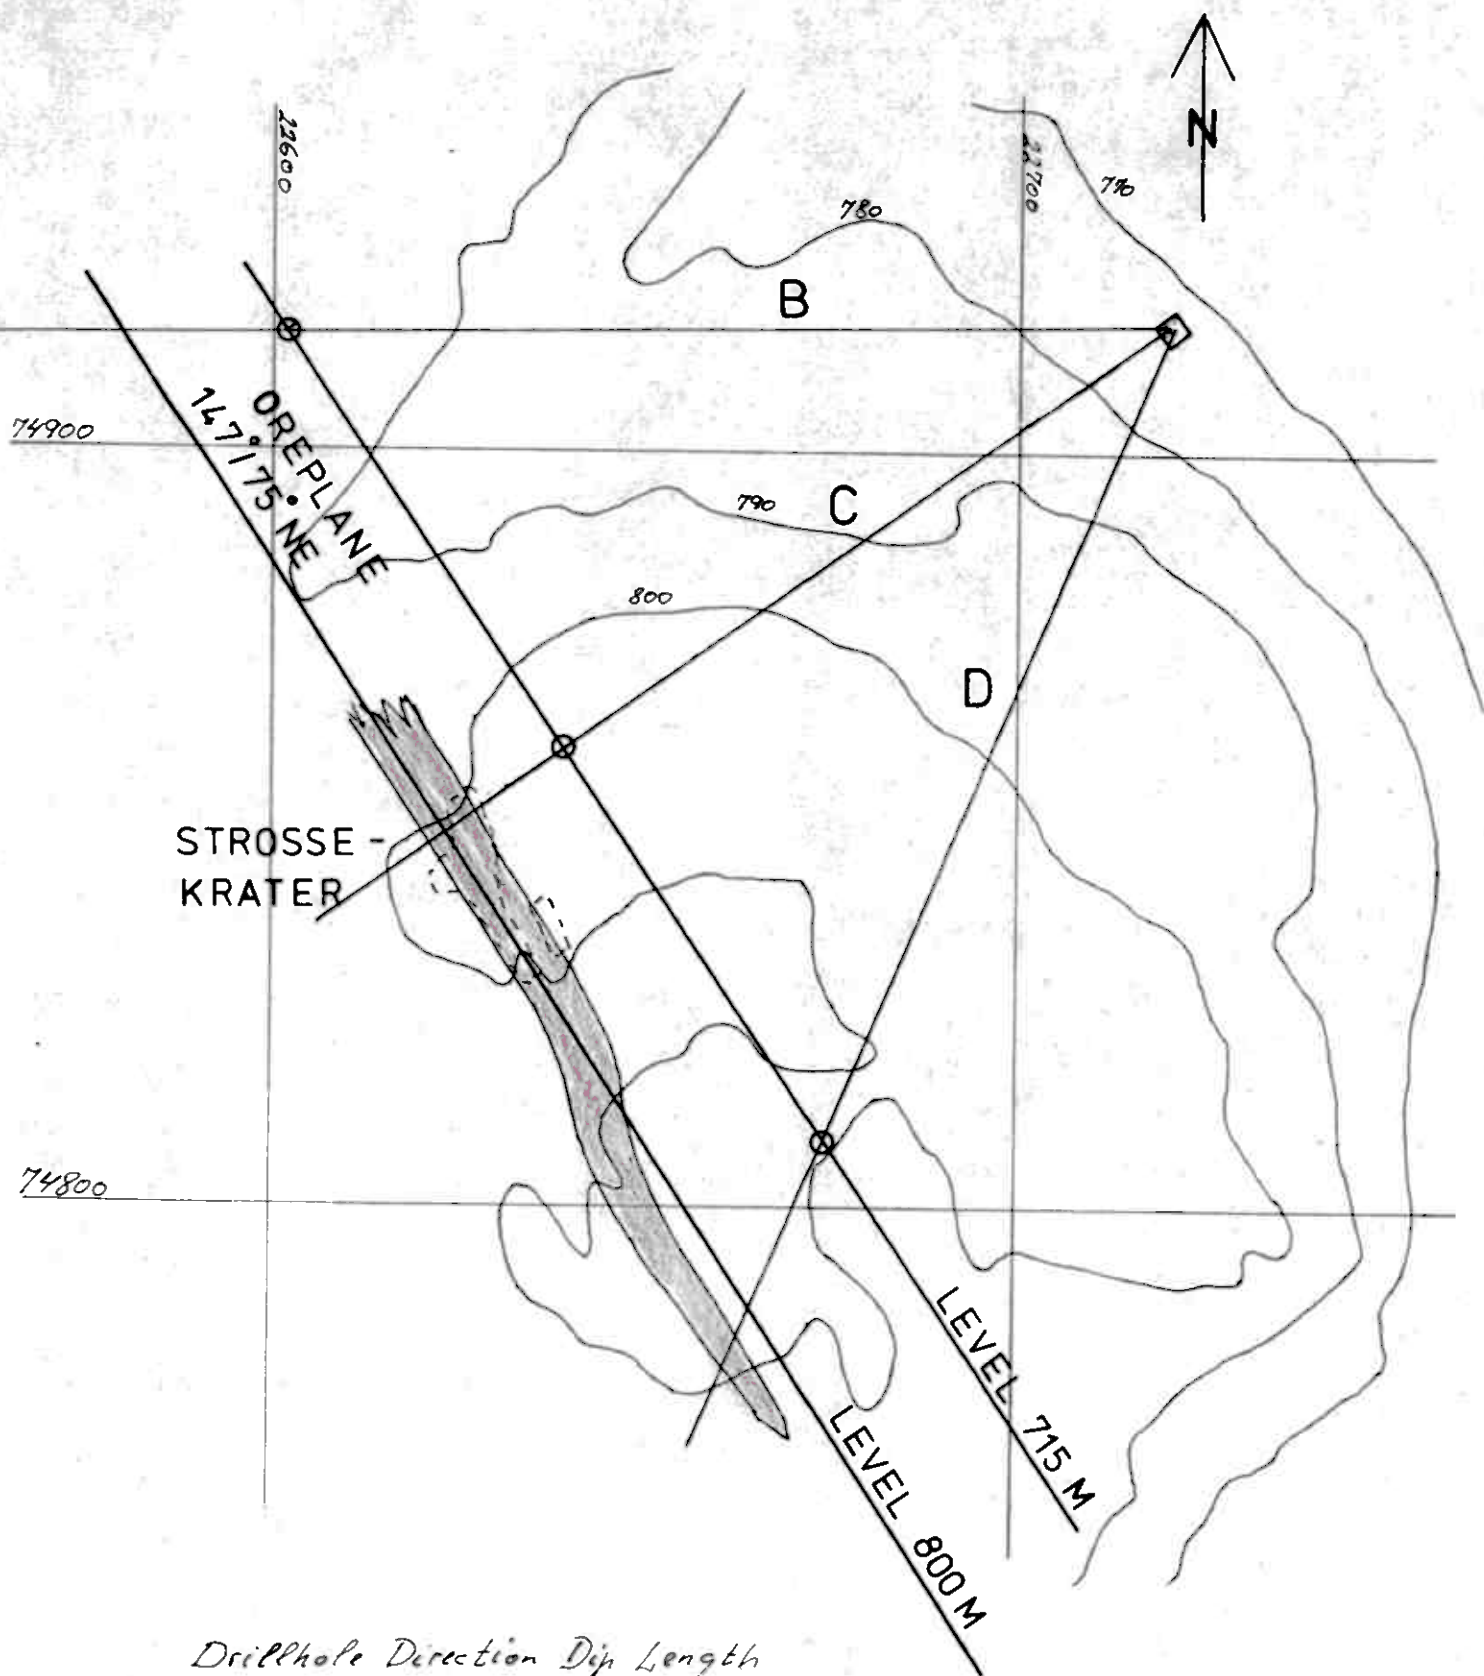 N
22600
22700
770
780
B
OREPLANE
147°/75° NE
74900
790
C
800
D
STROSSE-
KRATER
74800
LEVEL 715 M
LEVEL 800 M
Drillhole Direction Dip Length